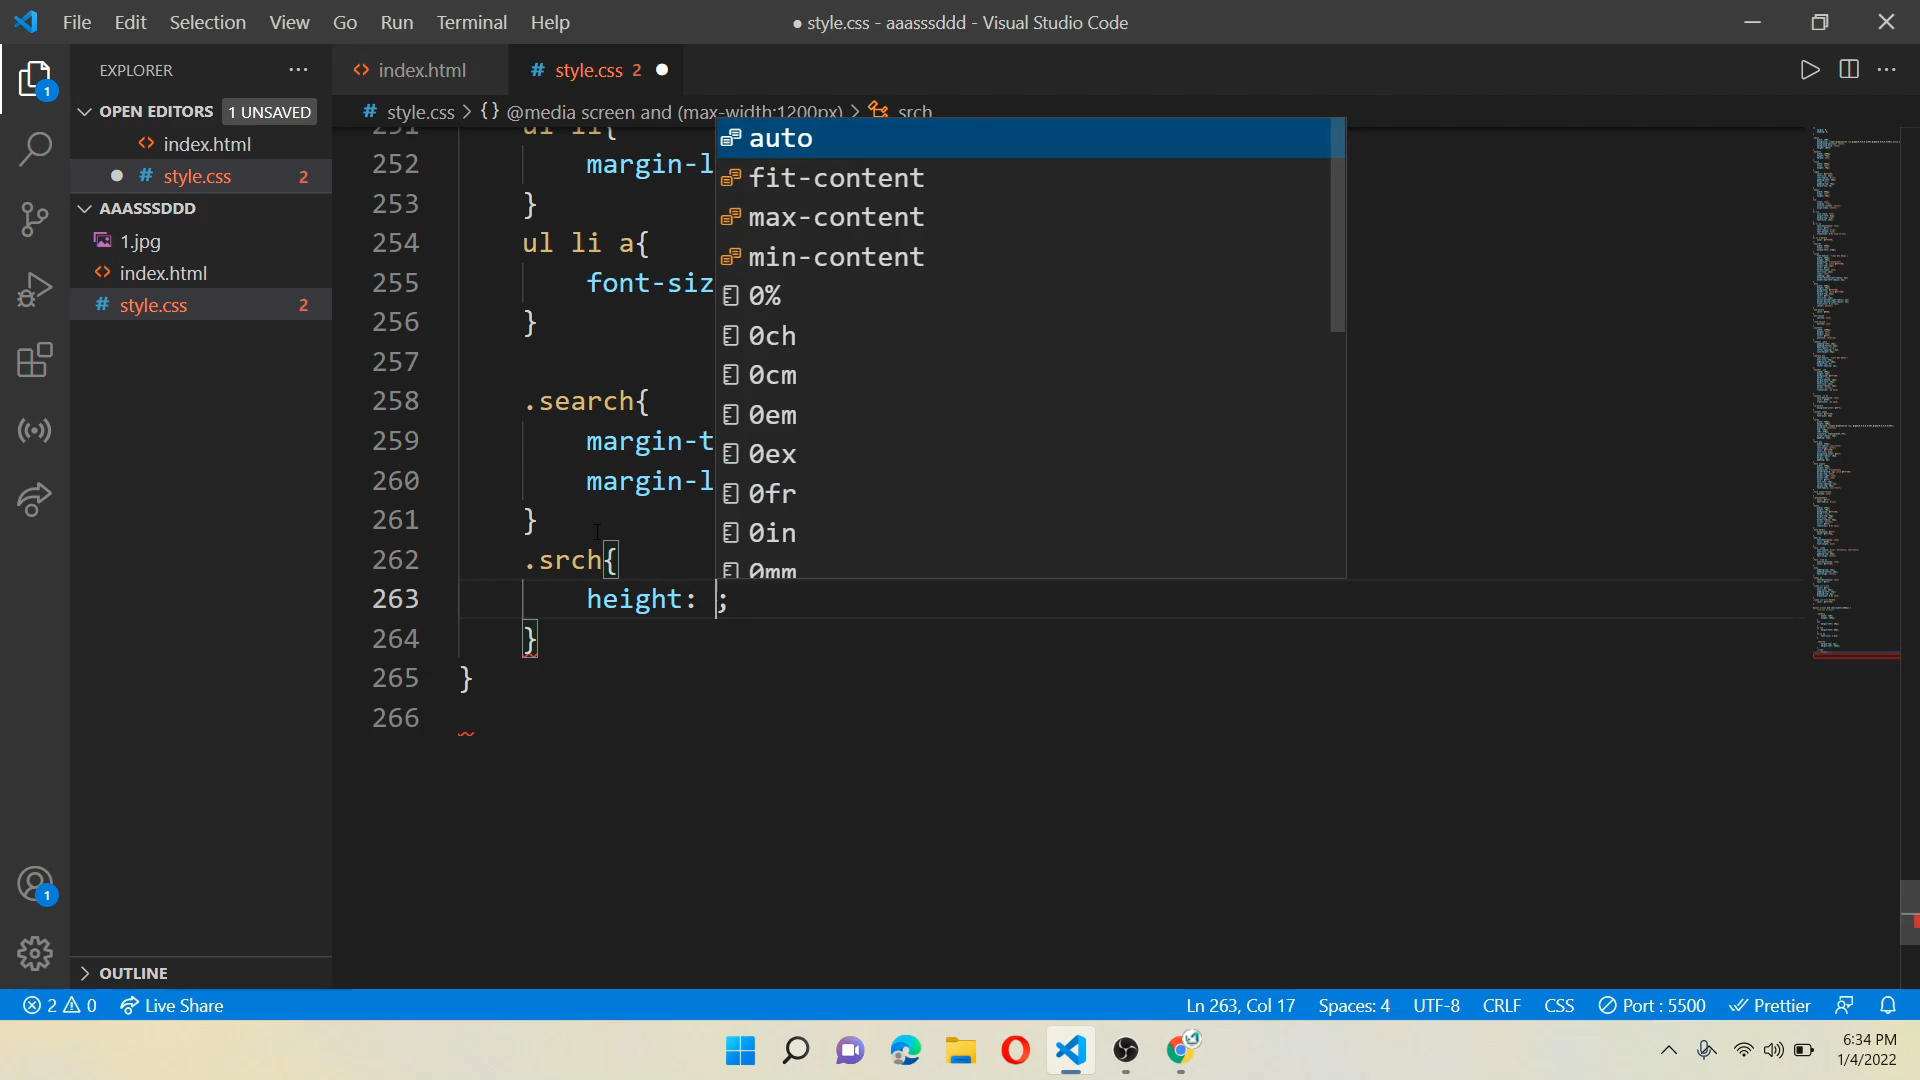 File Edit Selection View Go Run Terminal Help
● style.css - aaasssddd - Visual Studio Code
EXPLORER
OPEN EDITORS 1 UNSAVED
<> index.html
● # style.css 2
AAASSSDDD
1.jpg
<> index.html
# style.css 2
OUTLINE
<> index.html
# style.css 2 ●
# style.css > {} @media screen and (max-width:1200px) > srch
251 ul li{
252 margin-l
253 }
254 ul li a{
255 font-siz
256 }
257
258 .search{
259 margin-t
260 margin-l
261 }
262 .srch{
263 height: ;
264 }
265 }
266
auto
fit-content
max-content
min-content
0%
0ch
0cm
0em
0ex
0fr
0in
0mm
1
1
2 0
Live Share
Ln 263, Col 17
Spaces: 4
UTF-8
CRLF
CSS
Port : 5500
Prettier
6:34 PM
1/4/2022